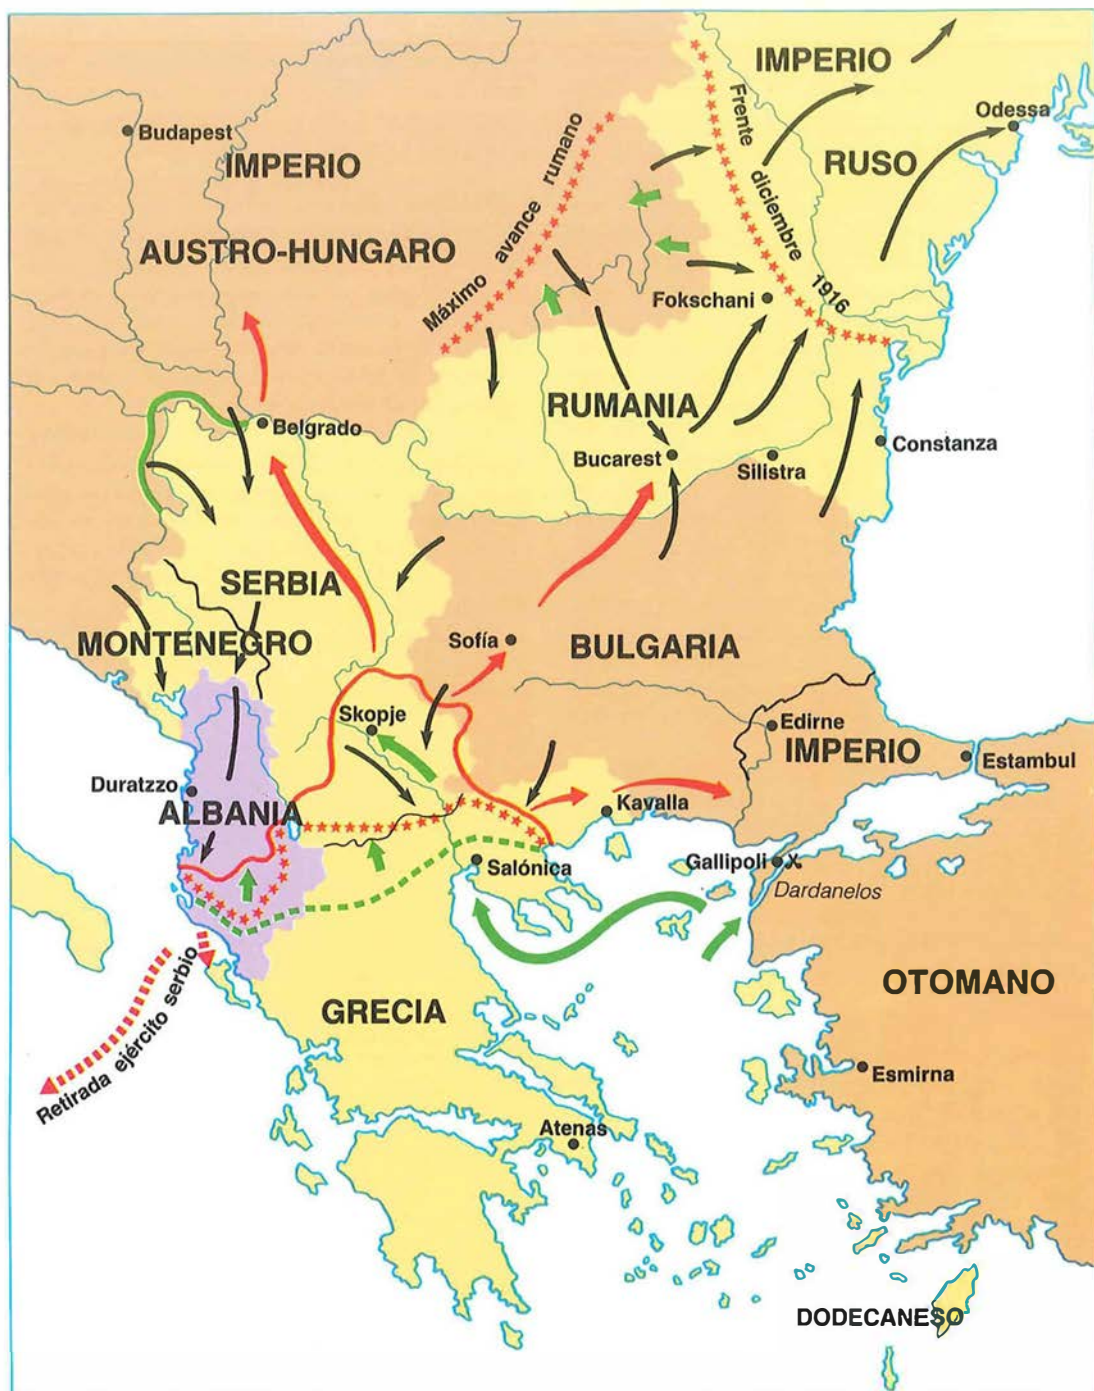 IMPERIO
RUSO
Odessa
Budapest
IMPERIO
AUSTRO-HUNGARO
Máximo avance rumano
Frente diciembre 1916
Fokschani
RUMANIA
Belgrado
Bucarest
Silistra
Constanza
SERBIA
MONTENEGRO
Sofía
BULGARIA
Skopje
Edirne
IMPERIO
Estambul
Duratzzo
ALBANIA
Kavalla
Salónica
Gallipoli
Dardanelos
Retirada ejército serbio
GRECIA
OTOMANO
Esmirna
Atenas
DODECANESO